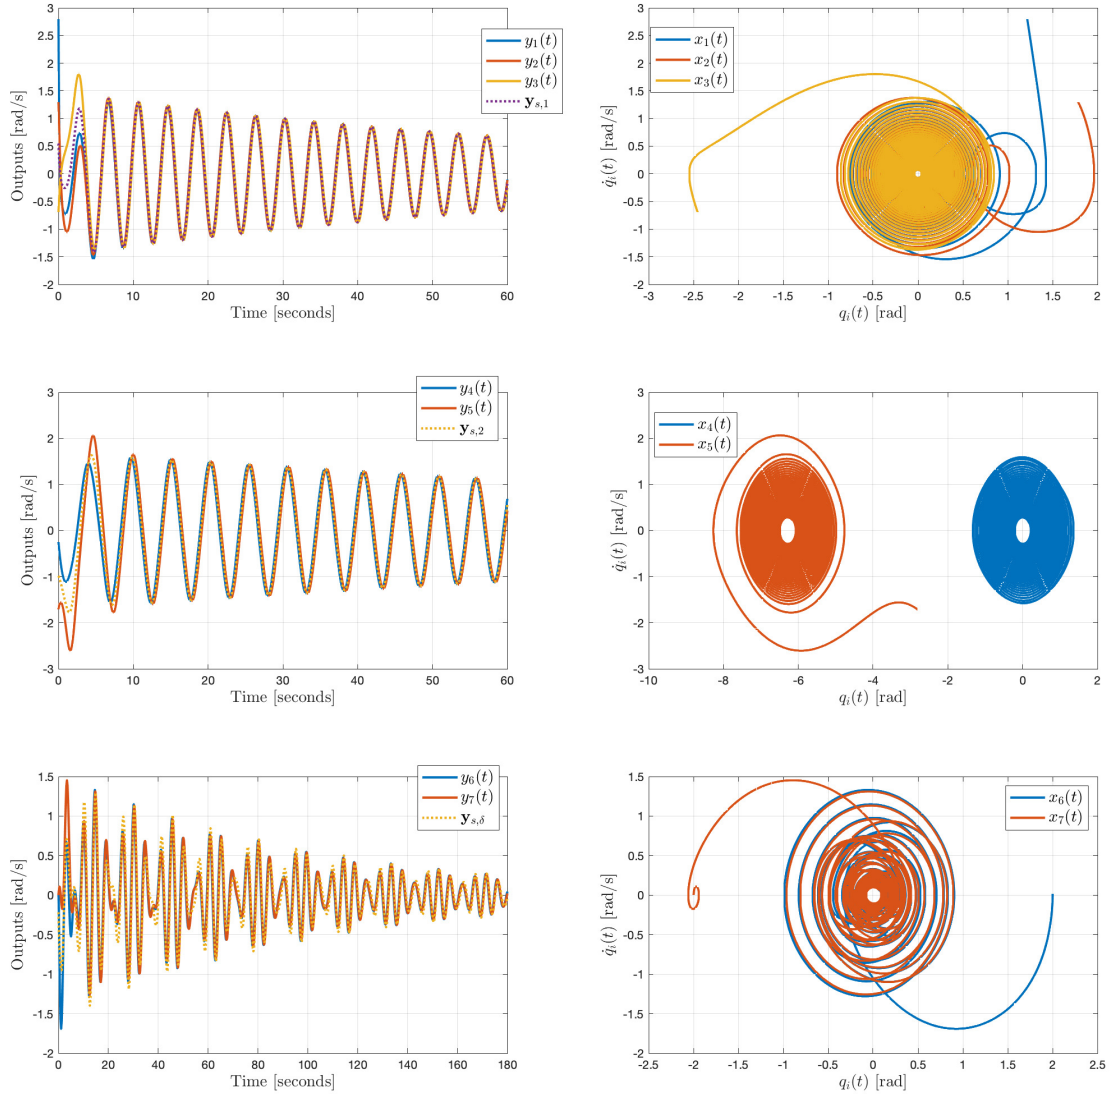 3
2.5
2
1.5
1
0.5
0
-0.5
-1
-1.5
-2
0 10 20 30 40 50 60
Outputs [rad/s]
Time [seconds]
y₁(t)
y₂(t)
y₃(t)
𝐲ₛ,₁
3
2.5
2
1.5
1
0.5
0
-0.5
-1
-1.5
-2
-3 -2.5 -2 -1.5 -1 -0.5 0 0.5 1 1.5 2
q̇ᵢ(t) [rad/s]
qᵢ(t) [rad]
x₁(t)
x₂(t)
x₃(t)
3
2
1
0
-1
-2
-3
0 10 20 30 40 50 60
Outputs [rad/s]
Time [seconds]
y₄(t)
y₅(t)
𝐲ₛ,₂
3
2
1
0
-1
-2
-3
-10 -8 -6 -4 -2 0 2
q̇ᵢ(t) [rad/s]
qᵢ(t) [rad]
x₄(t)
x₅(t)
1.5
1
0.5
0
-0.5
-1
-1.5
-2
0 20 40 60 80 100 120 140 160 180
Outputs [rad/s]
Time [seconds]
y₆(t)
y₇(t)
𝐲ₛ,δ
1.5
1
0.5
0
-0.5
-1
-1.5
-2
-2.5 -2 -1.5 -1 -0.5 0 0.5 1 1.5 2 2.5
q̇ᵢ(t) [rad/s]
qᵢ(t) [rad]
x₆(t)
x₇(t)